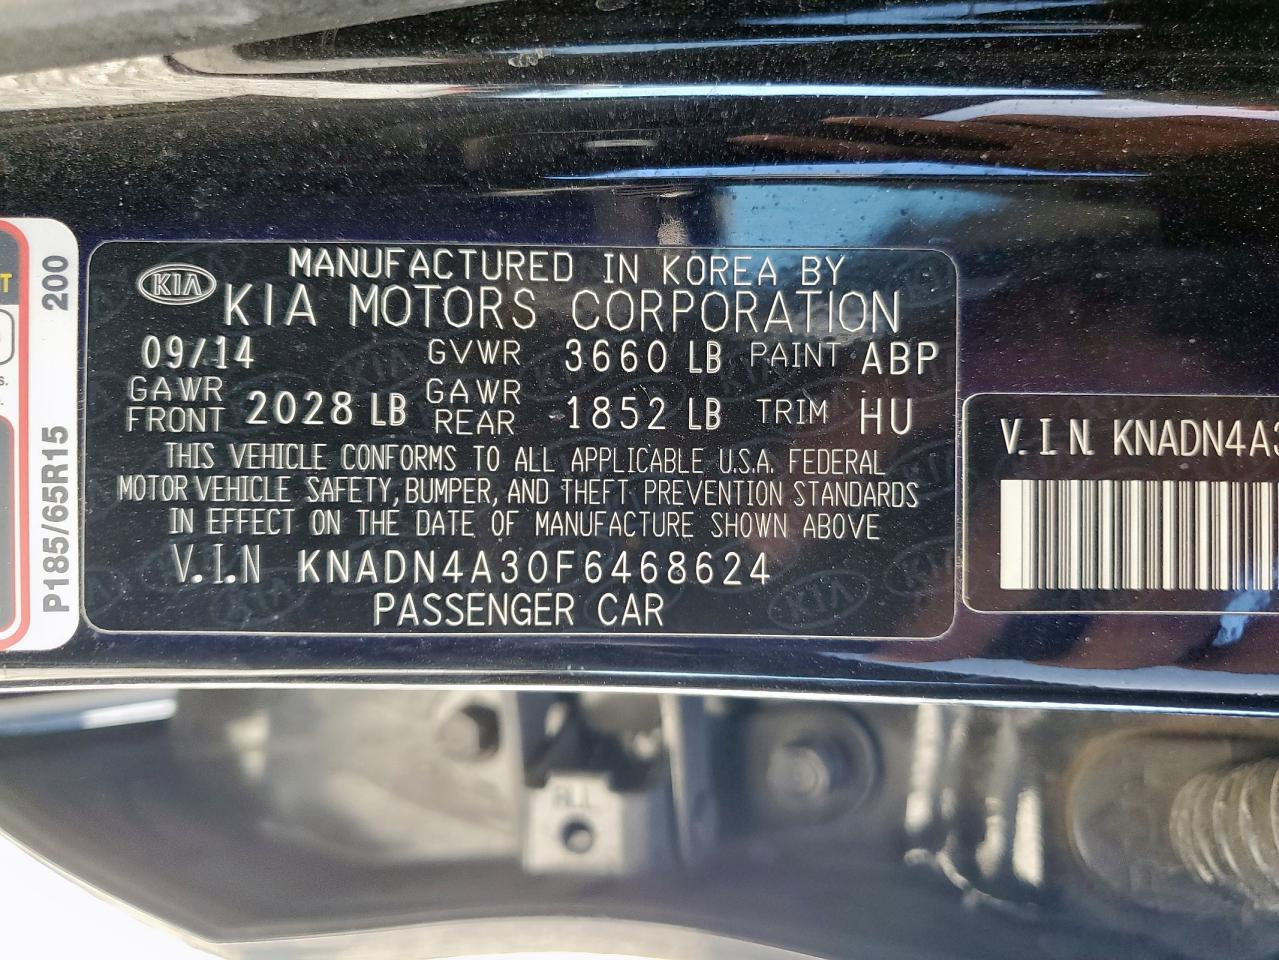 MANUFACTURED IN KOREA BY
KIA
KIA MOTORS CORPORATION
09/14 GVWR 3660 LB PAINT ABP
GAWR FRONT 2028 LB GAWR REAR 1852 LB TRIM HU
THIS VEHICLE CONFORMS TO ALL APPLICABLE U.S.A. FEDERAL
MOTOR VEHICLE SAFETY, BUMPER, AND THEFT PREVENTION STANDARDS
IN EFFECT ON THE DATE OF MANUFACTURE SHOWN ABOVE
V.I.N KNADN4A30F6468624
PASSENGER CAR
P185/65R15 200
V.I.N. KNADN4A3